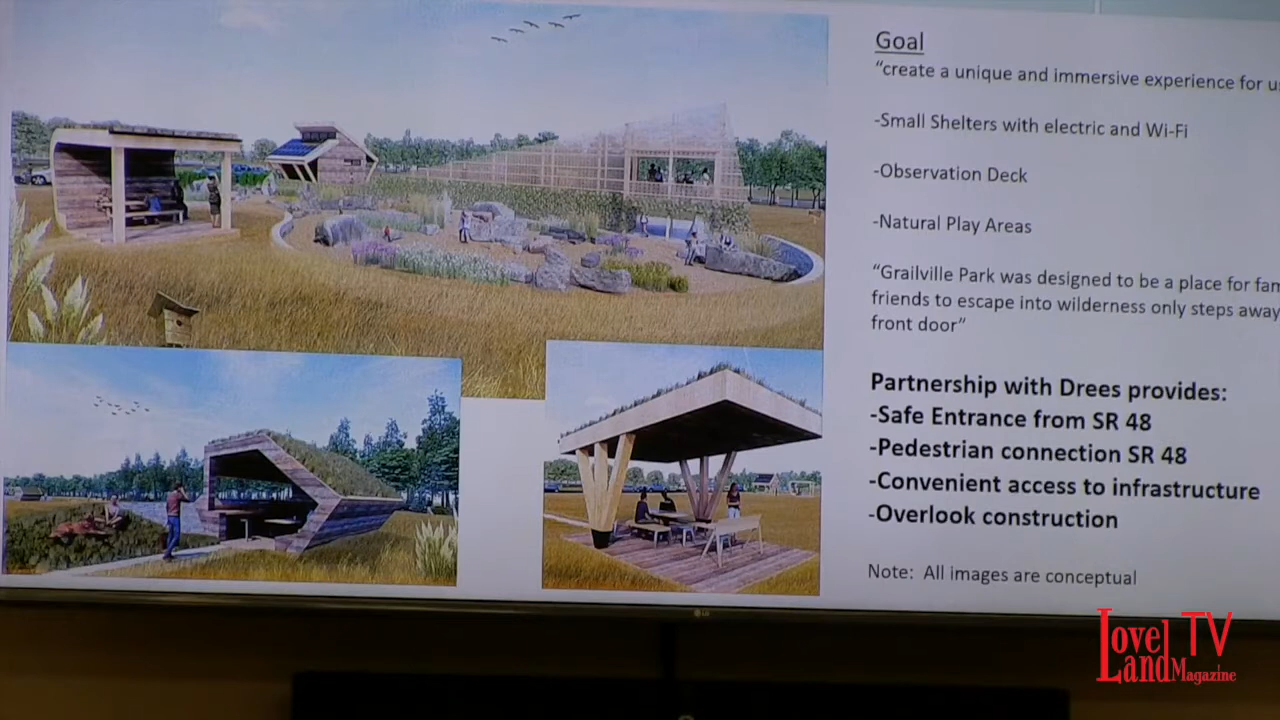 Goal
“create a unique and immersive experience for
-Small Shelters with electric and Wi-Fi
-Observation Deck
-Natural Play Areas
“Grailville Park was designed to be a place for
friends to escape into wilderness only steps away
front door”
Partnership with Drees provides:
-Safe Entrance from SR 48
-Pedestrian connection SR 48
-Convenient access to infrastructure
-Overlook construction
Note: All images are conceptual
LG
Loveland Magazine TV